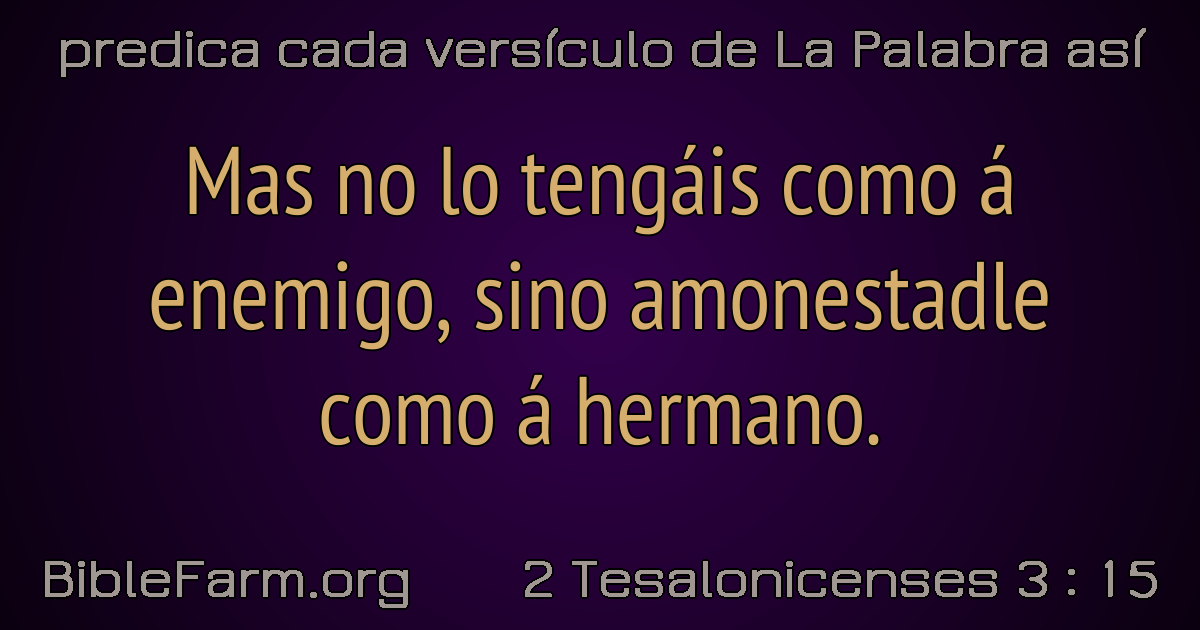 predica cada versículo de La Palabra así
Mas no lo tengáis como á
enemigo, sino amonestadle
como á hermano.
BibleFarm.org 2 Tesalonicenses 3 : 15